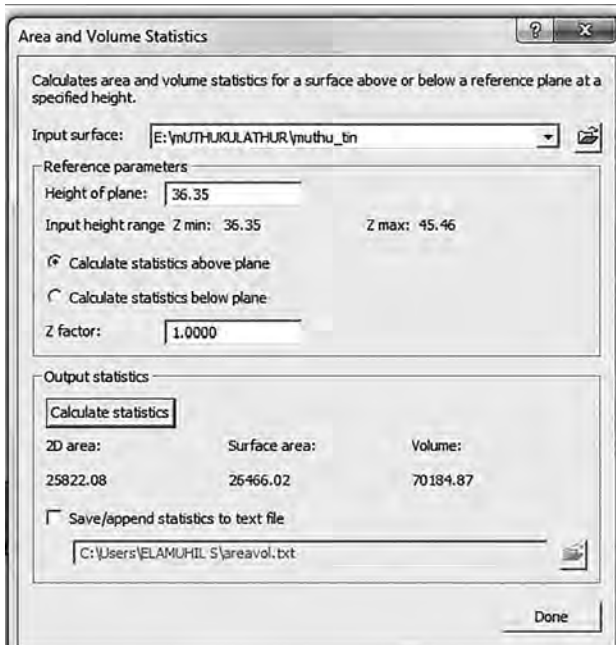 Area and Volume Statistics
?
Calculates area and volume statistics for a surface above or below a reference plane at a
specified height.
Input surface: E:\mUTHUKULATHUR\muthu_tin
Reference parameters
Height of plane: 36.35
Input height range Z min: 36.35 Z max: 45.46
Calculate statistics above plane
Calculate statistics below plane
Z factor: 1.0000
Output statistics
Calculate statistics
2D area: Surface area: Volume:
25822.08 26466.02 70184.87
Save/append statistics to text file
C:\Users\ELAMUHIL S\areavol.txt
Done